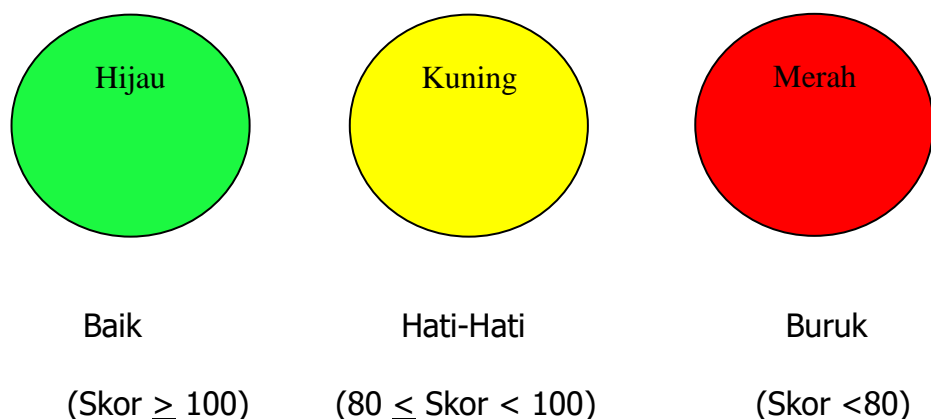 Hijau Kuning Merah
Baik Hati-Hati Buruk
(Skor ≥ 100) (80 ≤ Skor < 100) (Skor <80)